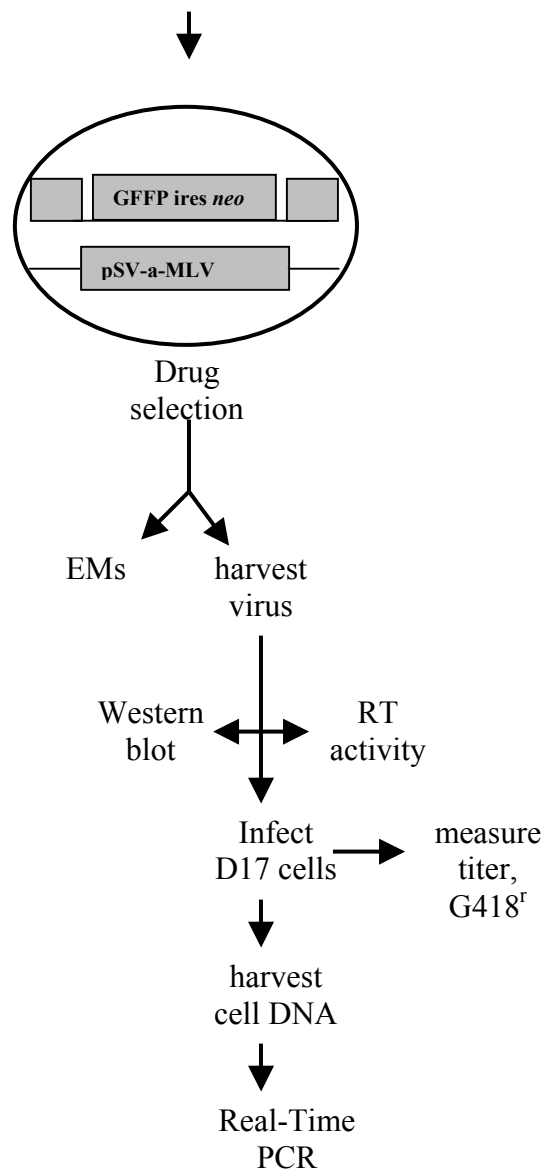 GFFP ires neo
pSV-a-MLV
Drug
selection
EMs
harvest
virus
Western
blot
RT
activity
Infect
D17 cells
measure
titer,
G418r
harvest
cell DNA
Real-Time
PCR